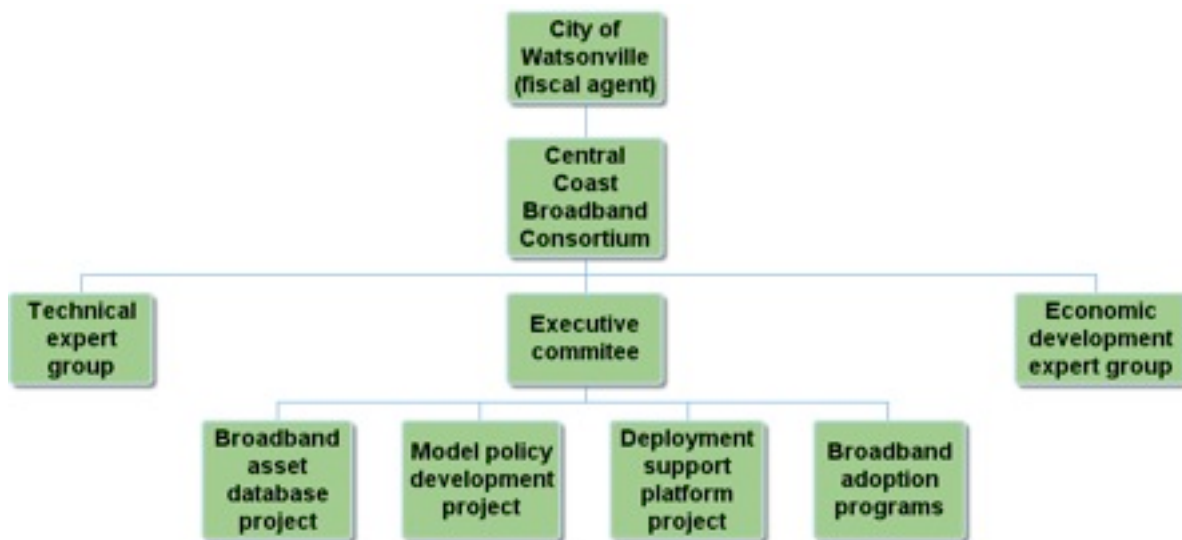 City of
Watsonville
(fiscal agent)
Central
Coast
Broadband
Consortium
Technical
expert
group
Executive
commitee
Economic
development
expert group
Broadband
asset
database
project
Model policy
development
project
Deployment
support
platform
project
Broadband
adoption
programs